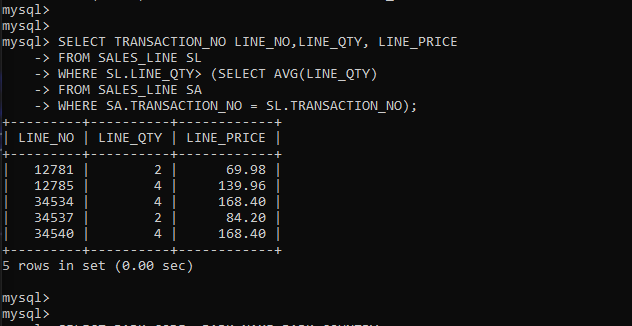 mysql>
mysql>
mysql> SELECT TRANSACTION_NO LINE_NO,LINE_QTY, LINE_PRICE
    -> FROM SALES_LINE SL
    -> WHERE SL.LINE_QTY> (SELECT AVG(LINE_QTY)
    -> FROM SALES_LINE SA
    -> WHERE SA.TRANSACTION_NO = SL.TRANSACTION_NO);
+---------+----------+------------+
| LINE_NO | LINE_QTY | LINE_PRICE |
+---------+----------+------------+
|   12781 |        2 |      69.98 |
|   12785 |        4 |     139.96 |
|   34534 |        4 |     168.40 |
|   34537 |        2 |      84.20 |
|   34540 |        4 |     168.40 |
+---------+----------+------------+
5 rows in set (0.00 sec)
mysql>
mysql>